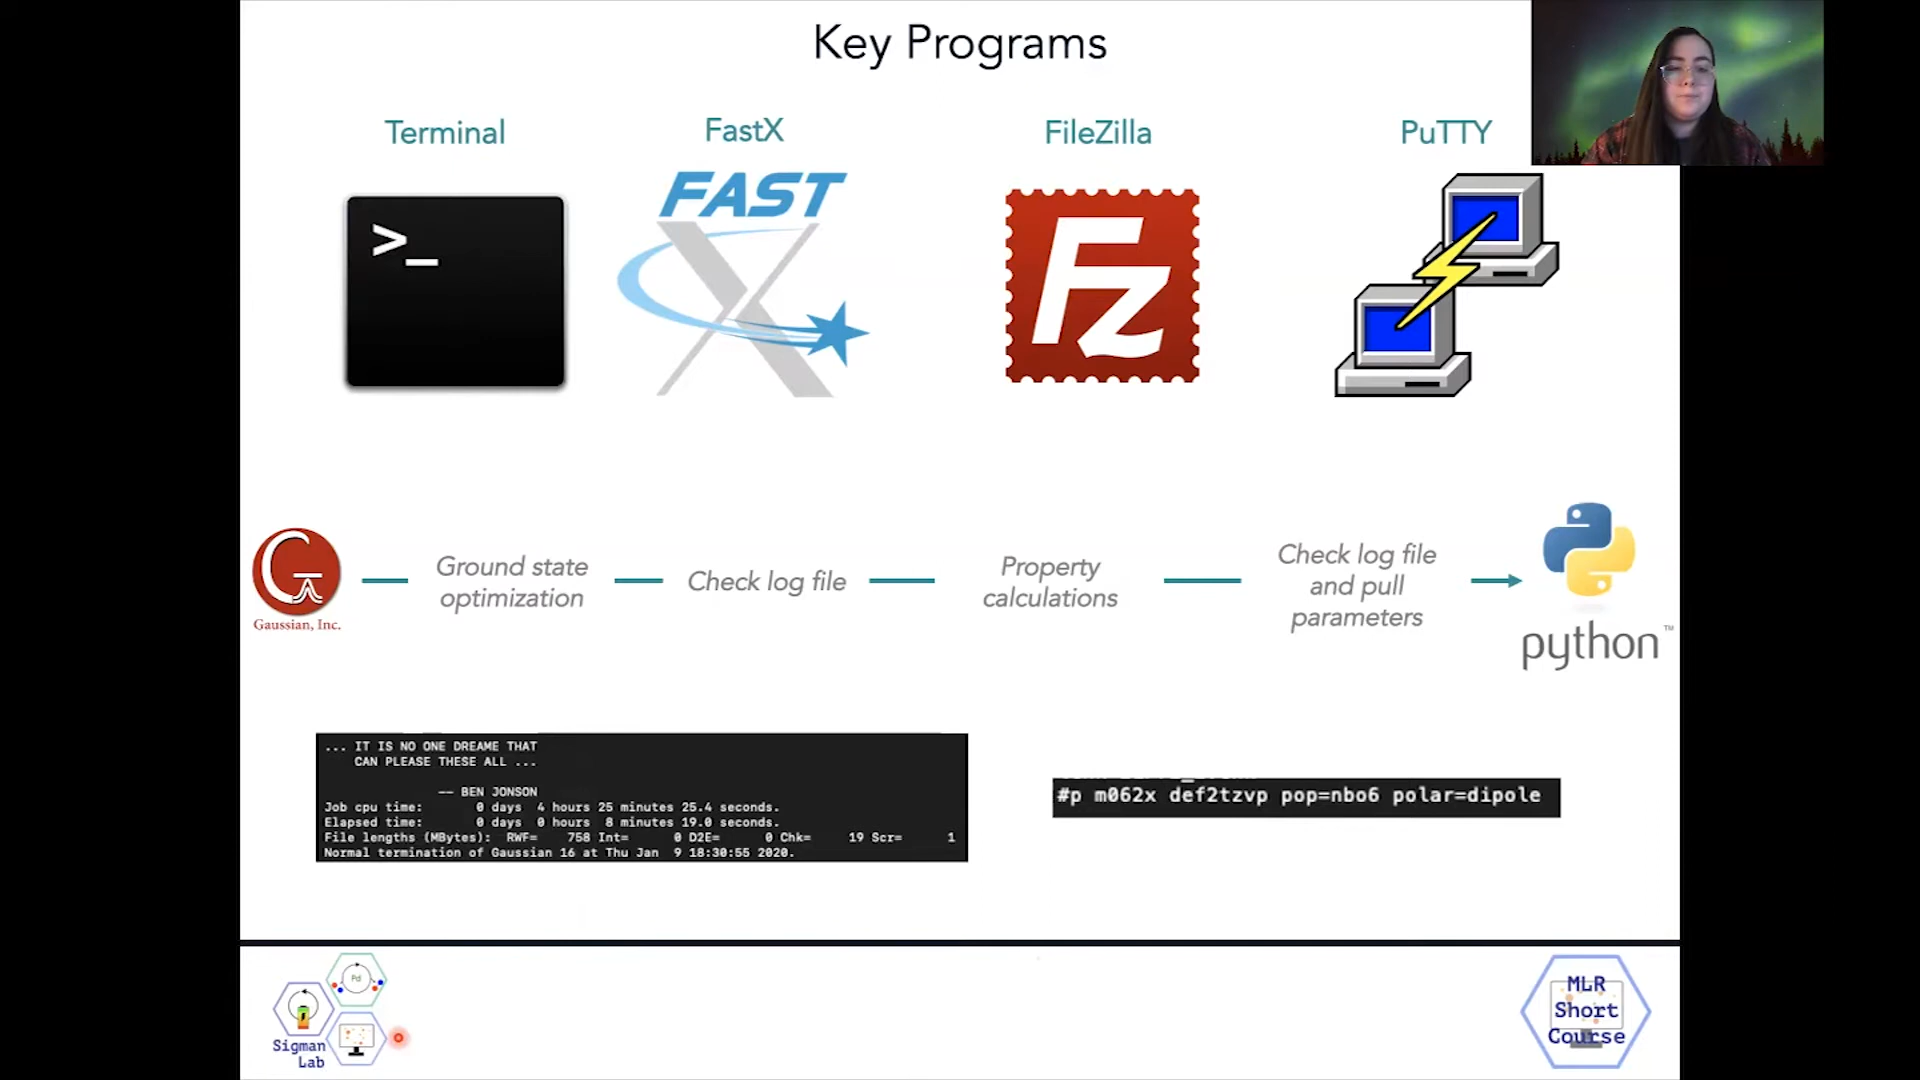 Key Programs
Terminal
FastX
FileZilla
PuTTY
>_
FAST
X
FZ
G
Gaussian, Inc.
Ground state
optimization
Check log file
Property
calculations
Check log file
and pull
parameters
python™
... IT IS NO ONE DREAME THAT
CAN PLEASE THESE ALL ...
-- BEN JONSON
Job cpu time: 0 days 4 hours 25 minutes 25.4 seconds.
Elapsed time: 0 days 0 hours 8 minutes 19.0 seconds.
File lengths (MBytes): RWF= 758 Int= 0 D2E= 0 Chk= 19 Scr= 1
Normal termination of Gaussian 16 at Thu Jan 9 18:30:55 2020.
#p m062x def2tzvp pop=nbo6 polar=dipole
Pd
Sigman
Lab
MLR
Short
Course